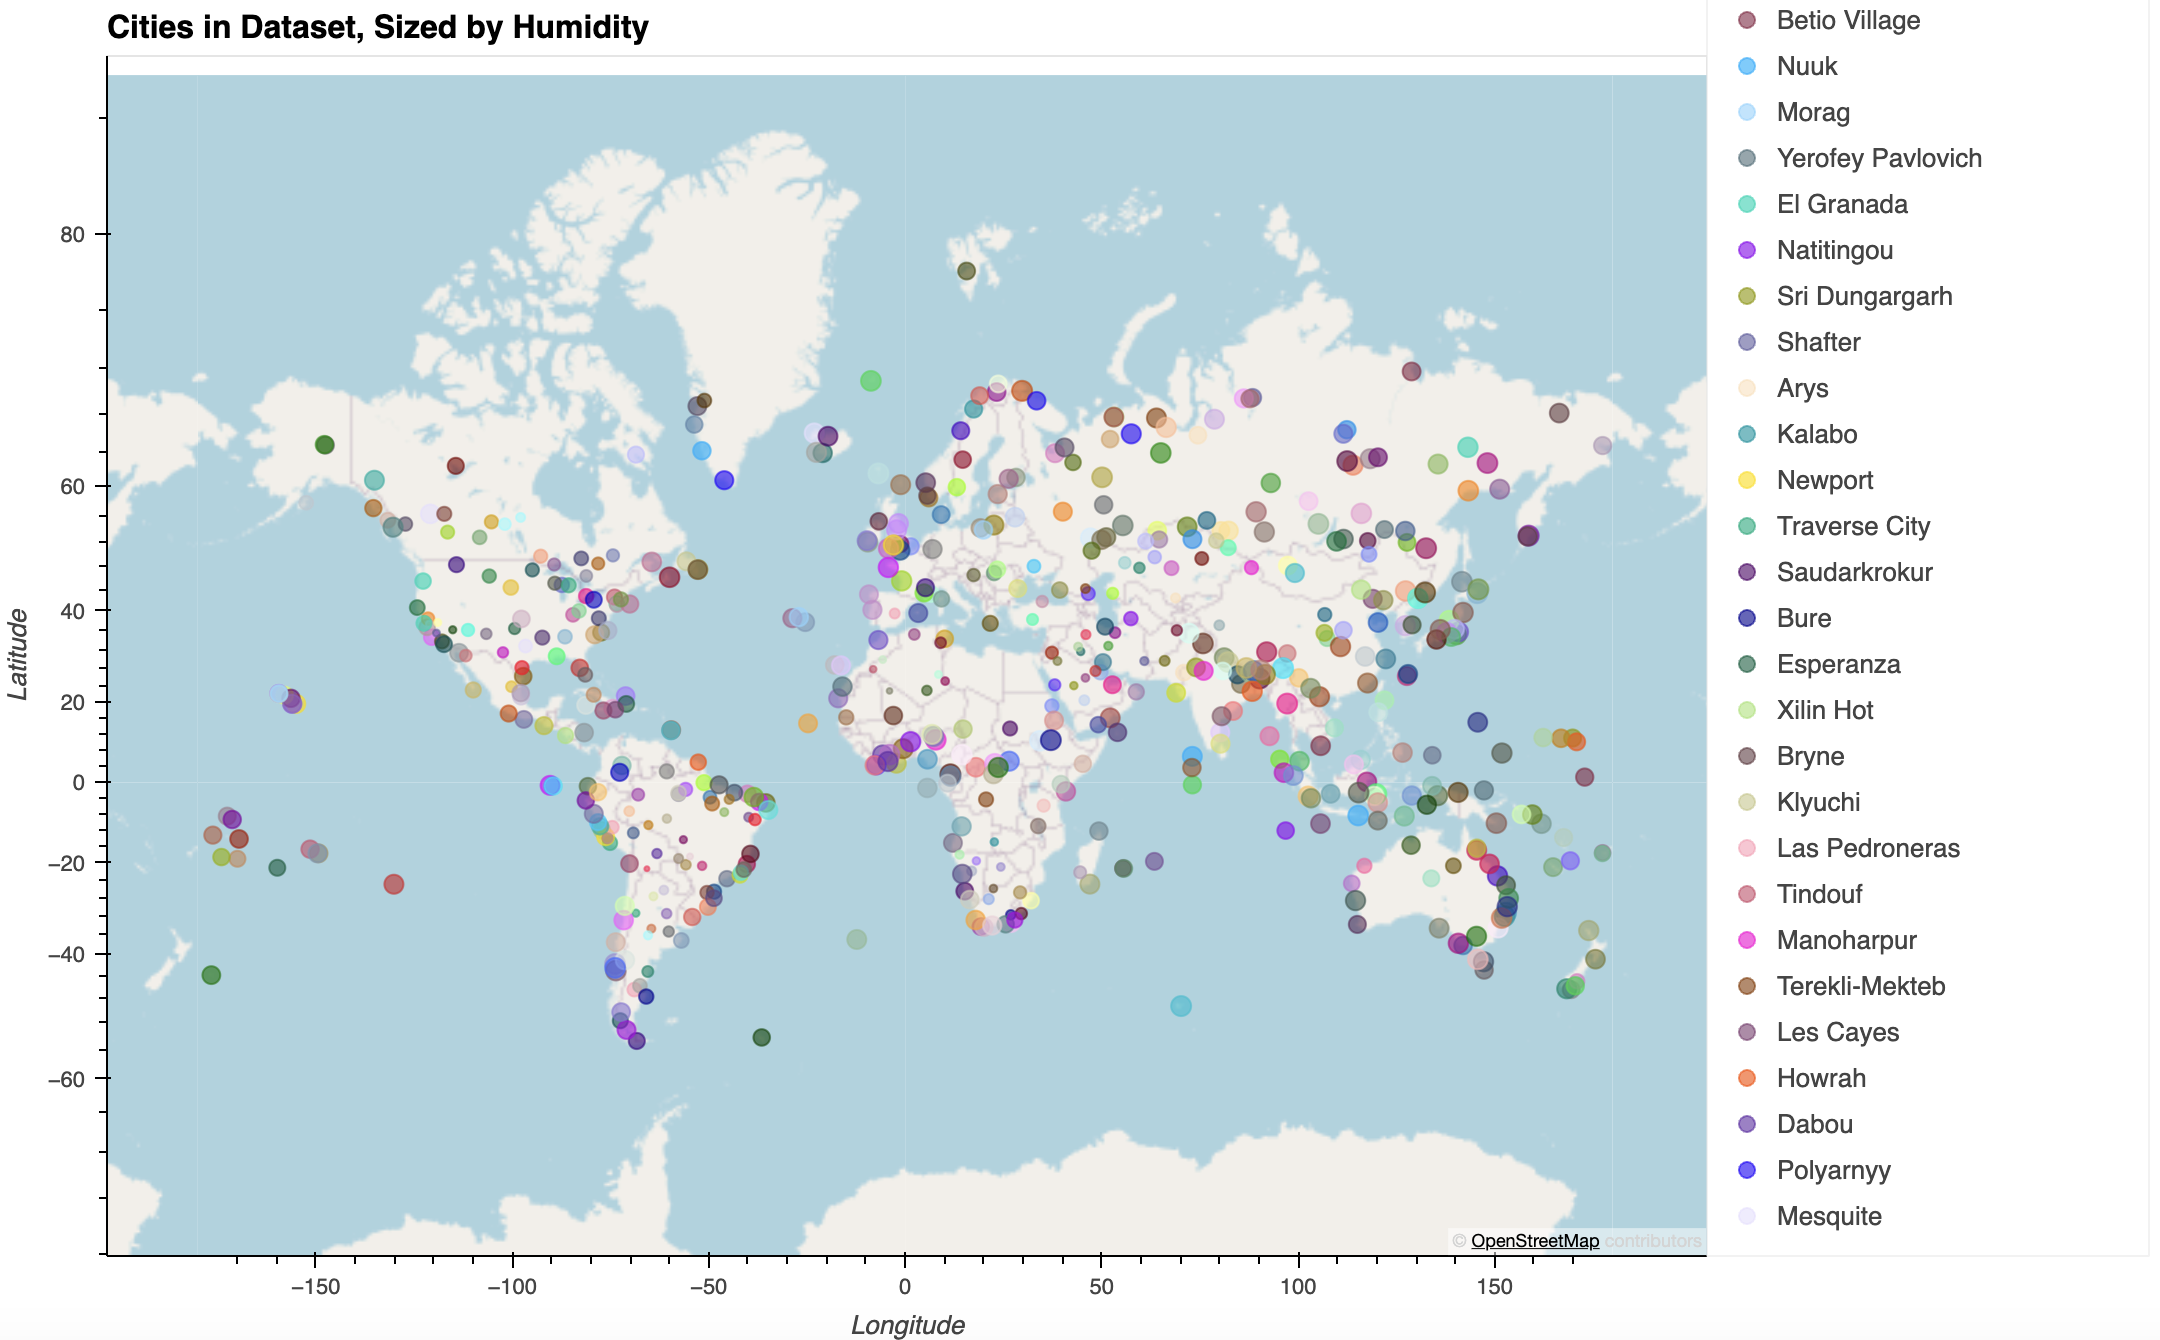 Cities in Dataset, Sized by Humidity
Latitude
80
60
40
20
0
−20
−40
−60
−150
−100
−50
0
50
100
150
Longitude
© OpenStreetMap contributors
Betio Village
Nuuk
Morag
Yerofey Pavlovich
El Granada
Natitingou
Sri Dungargarh
Shafter
Arys
Kalabo
Newport
Traverse City
Saudarkrokur
Bure
Esperanza
Xilin Hot
Bryne
Klyuchi
Las Pedroneras
Tindouf
Manoharpur
Terekli-Mekteb
Les Cayes
Howrah
Dabou
Polyarnyy
Mesquite